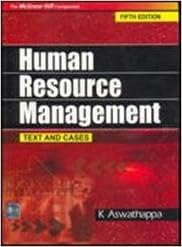 The McGraw-Hill Companies
FIFTH EDITION
Human
Resource
Management
TEXT AND CASES
K Aswathappa